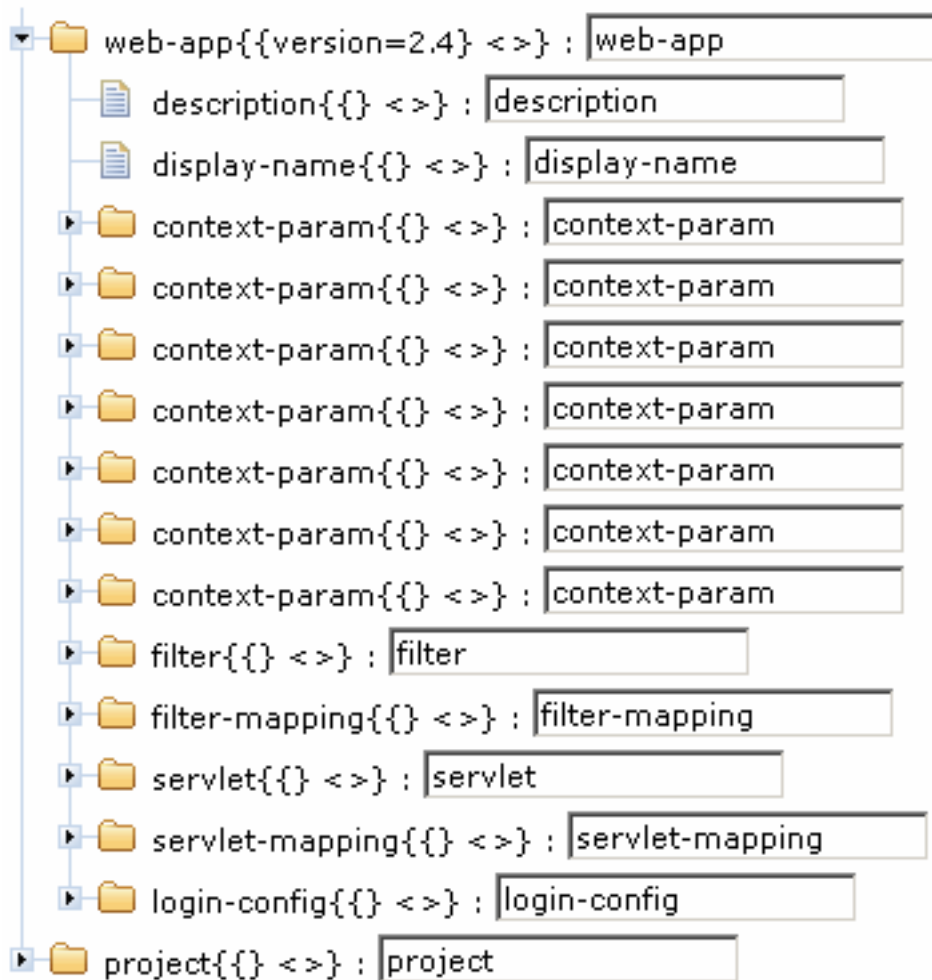 web-app{{version=2.4} <>} : web-app
description{{} <>} : description
display-name{{} <>} : display-name
context-param{{} <>} : context-param
context-param{{} <>} : context-param
context-param{{} <>} : context-param
context-param{{} <>} : context-param
context-param{{} <>} : context-param
context-param{{} <>} : context-param
context-param{{} <>} : context-param
filter{{} <>} : filter
filter-mapping{{} <>} : filter-mapping
servlet{{} <>} : servlet
servlet-mapping{{} <>} : servlet-mapping
login-config{{} <>} : login-config
project{{} <>} : project